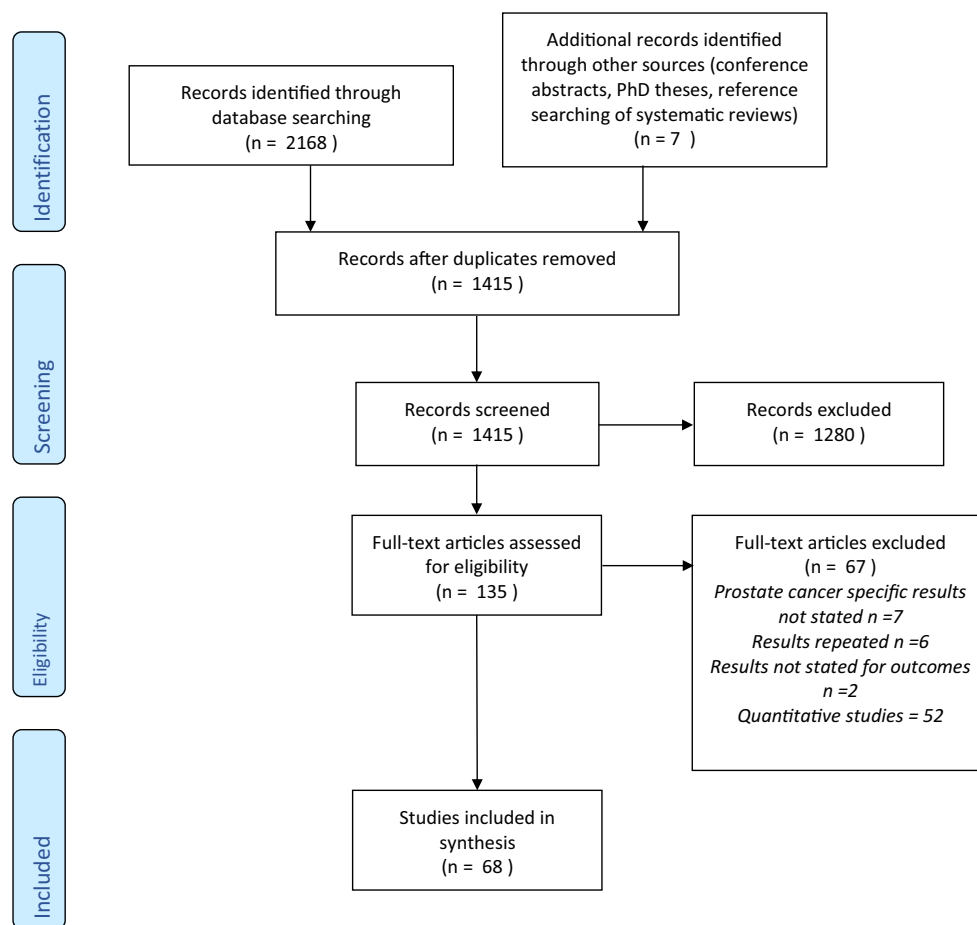 Identification
Records identified through
database searching
(n = 2168 )
Additional records identified
through other sources (conference
abstracts, PhD theses, reference
searching of systematic reviews)
(n = 7 )
Records after duplicates removed
(n = 1415 )
Screening
Records screened
(n = 1415)
Records excluded
(n = 1280)
Eligibility
Full-text articles assessed
for eligibility
(n = 135)
Full-text articles excluded
(n = 67)
Prostate cancer specific results
not stated n =7
Results repeated n =6
Results not stated for outcomes
n =2
Quantitative studies = 52
Included
Studies included in
synthesis
(n = 68)